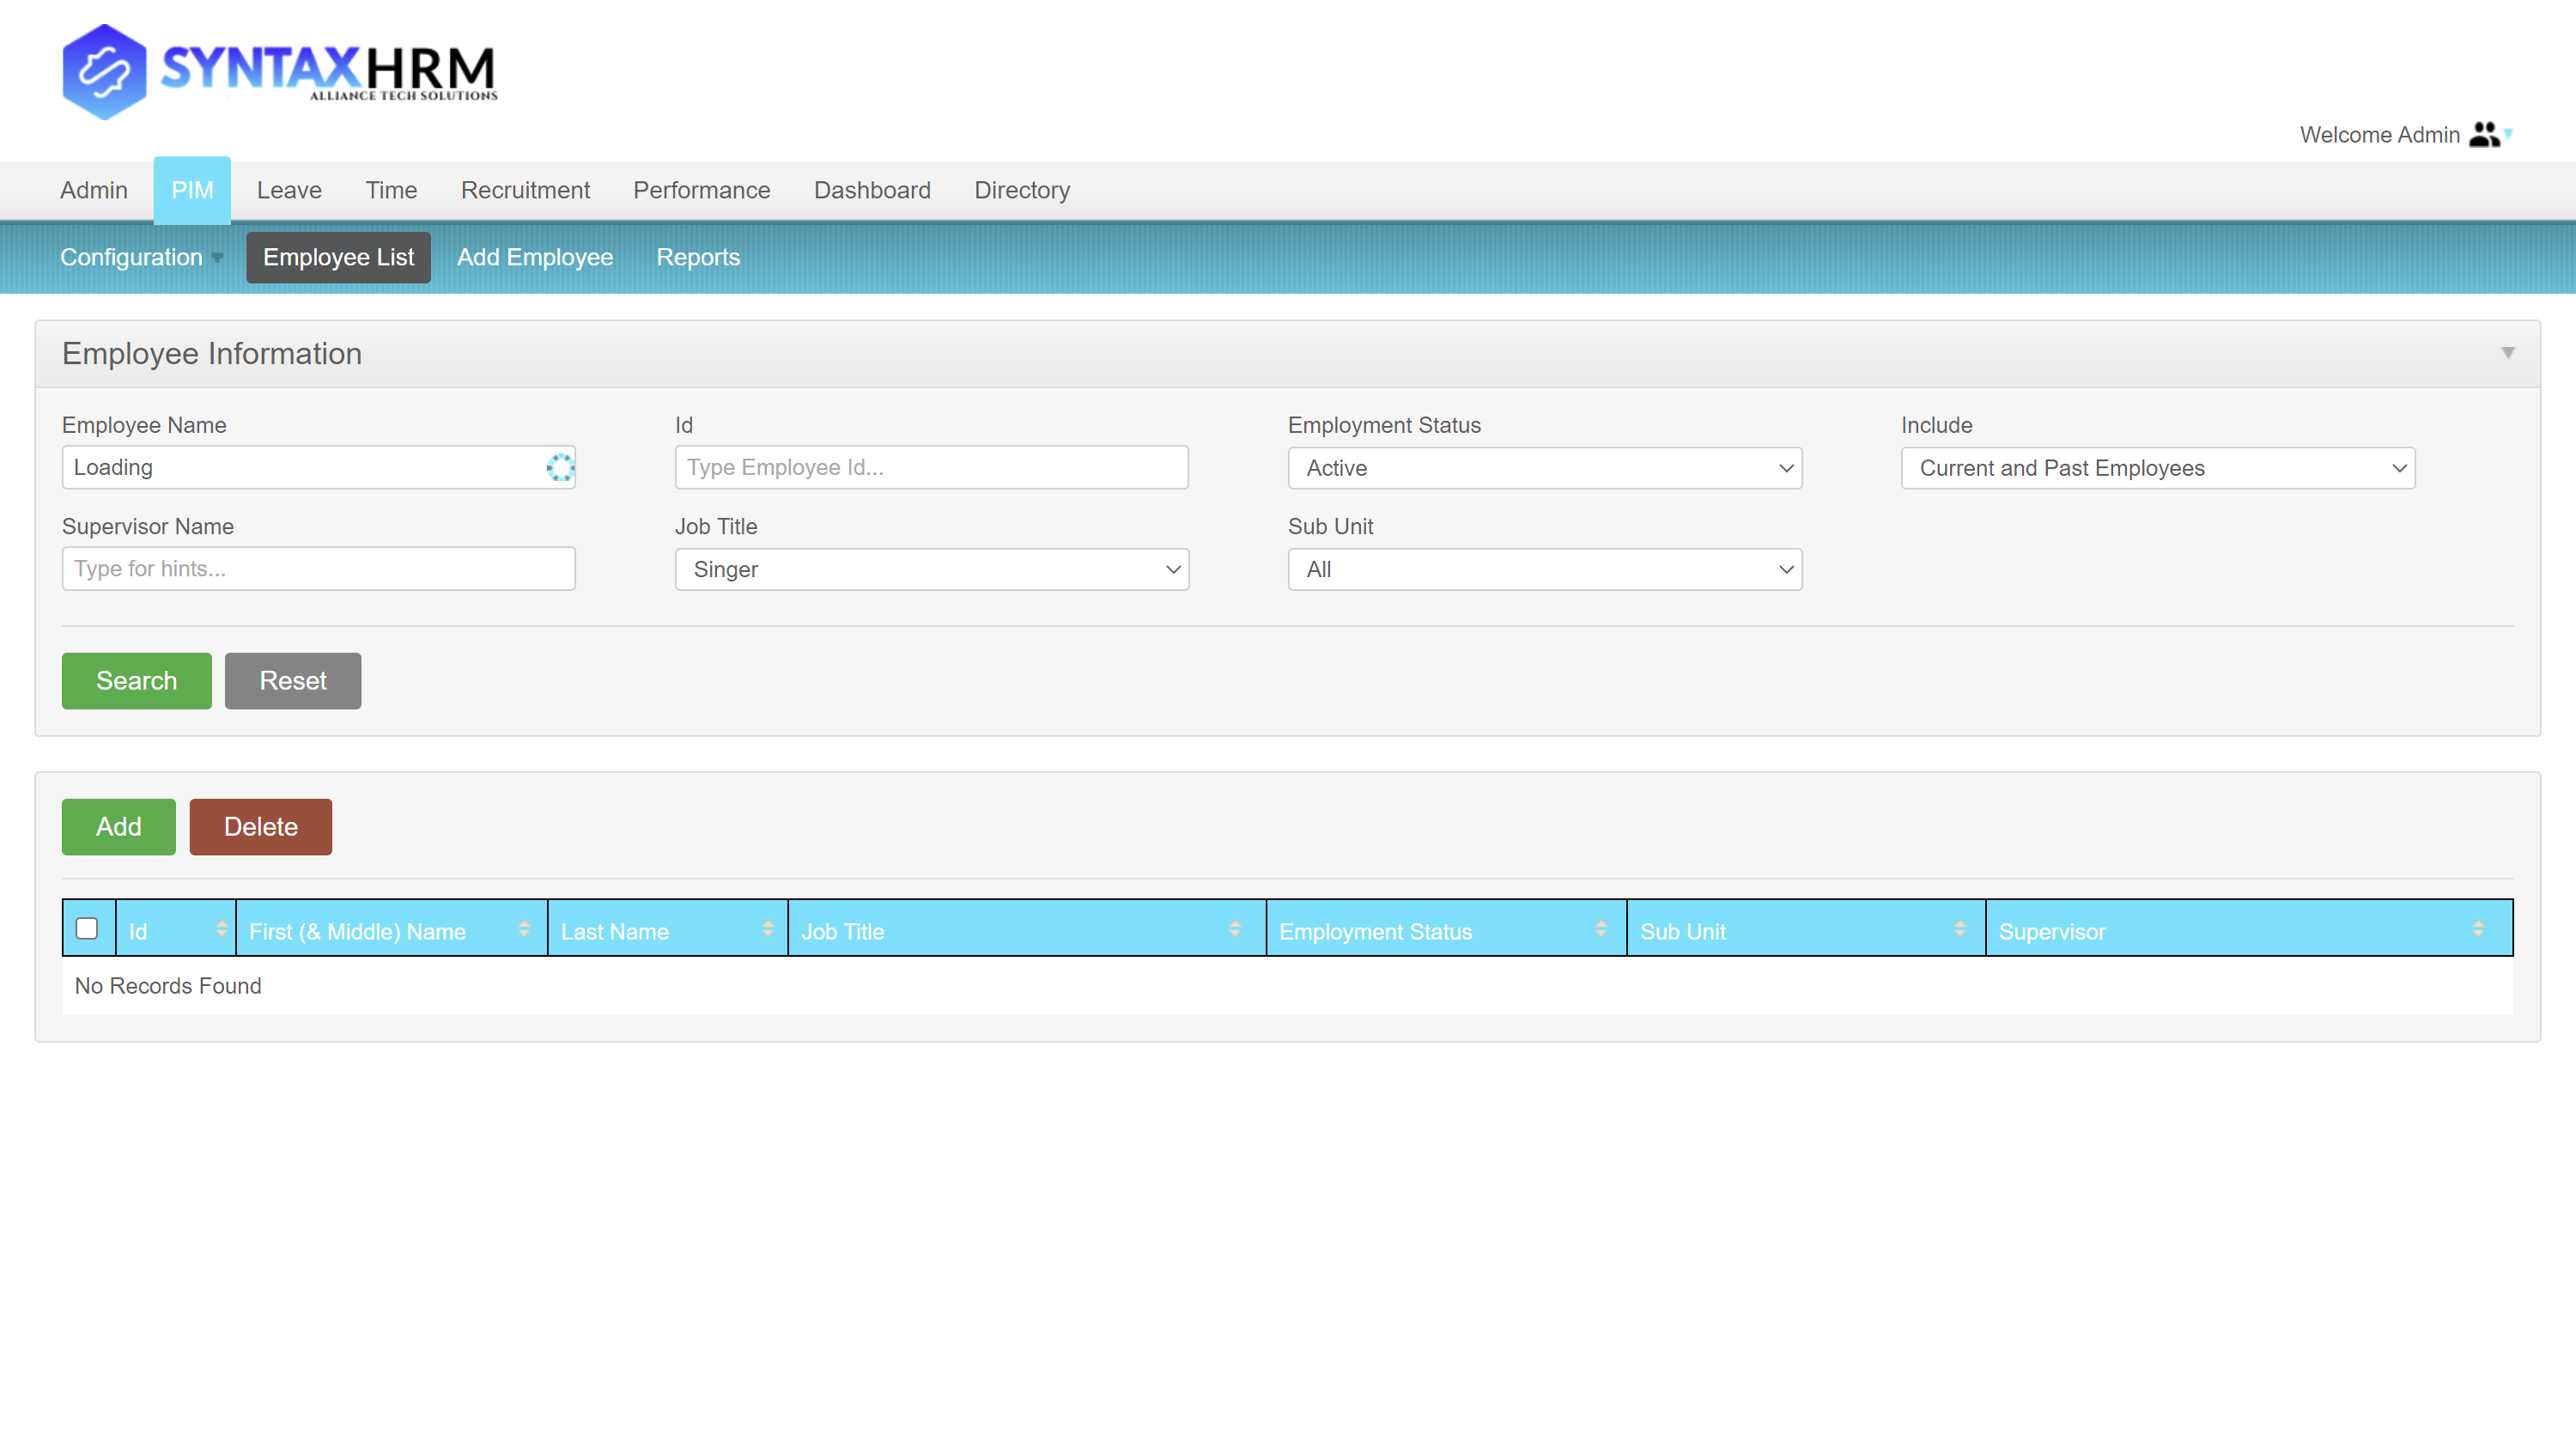 SYNTAXHRM
ALLIANCE TECH SOLUTIONS
Welcome Admin
Admin PIM Leave Time Recruitment Performance Dashboard Directory
Configuration Employee List Add Employee Reports
Employee Information
Employee Name Id Employment Status Include
Loading Type Employee Id... Active Current and Past Employees
Supervisor Name Job Title Sub Unit
Type for hints... Singer All
Search Reset
Add Delete
Id First (& Middle) Name Last Name Job Title Employment Status Sub Unit Supervisor
No Records Found